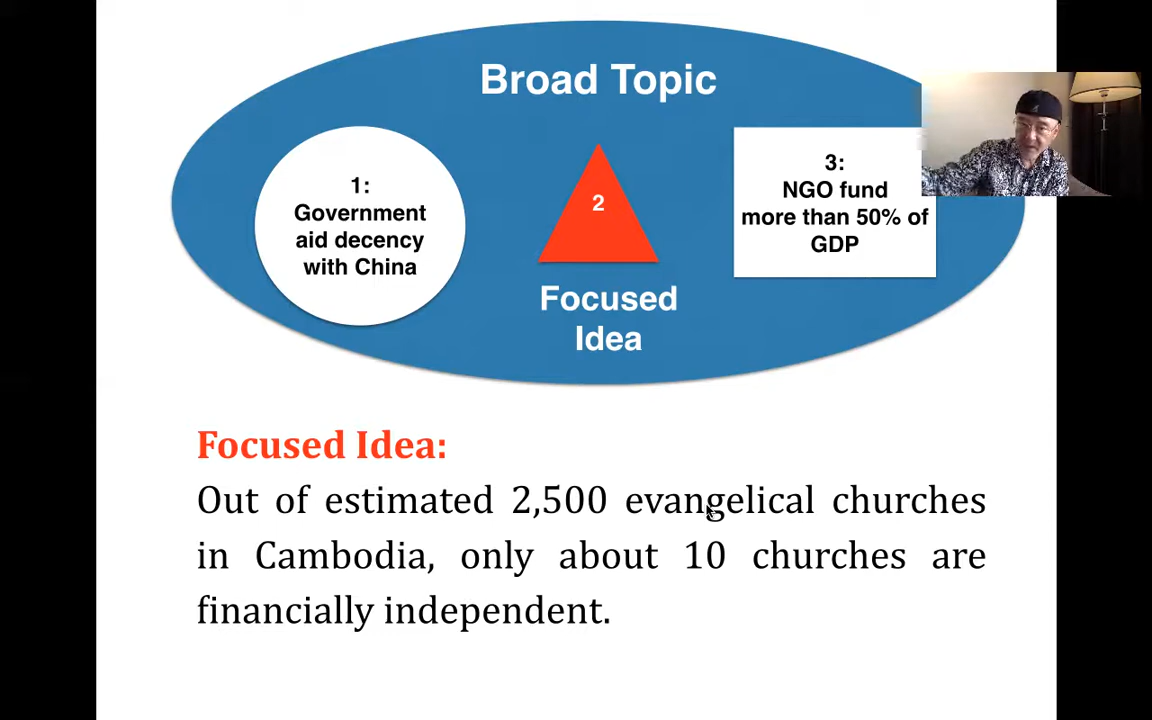 Broad Topic
1:
Government
aid decency
with China
2
3:
NGO fund
more than 50% of
GDP
Focused
Idea
Focused Idea:
Out of estimated 2,500 evangelical churches
in Cambodia, only about 10 churches are
financially independent.